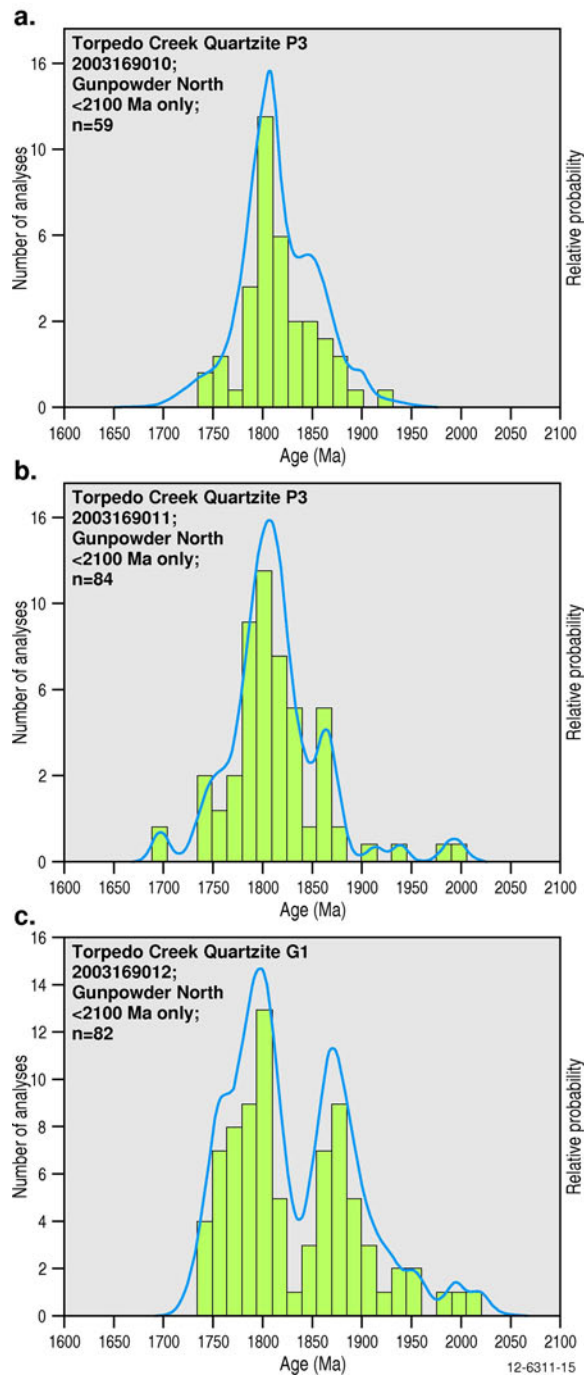 a.
Torpedo Creek Quartzite P3
2003169010;
Gunpowder North
<2100 Ma only;
n=59
Number of analyses
16
10
6
2
0
Relative probability
1600 1650 1700 1750 1800 1850 1900 1950 2000 2050 2100
Age (Ma)
b.
Torpedo Creek Quartzite P3
2003169011;
Gunpowder North
<2100 Ma only;
n=84
Number of analyses
16
10
6
2
0
Relative probability
1600 1650 1700 1750 1800 1850 1900 1950 2000 2050 2100
Age (Ma)
c.
Torpedo Creek Quartzite G1
2003169012;
Gunpowder North
<2100 Ma only;
n=82
Number of analyses
16
14
12
10
8
6
4
2
0
Relative probability
1600 1650 1700 1750 1800 1850 1900 1950 2000 2050 2100
Age (Ma)
12-6311-15